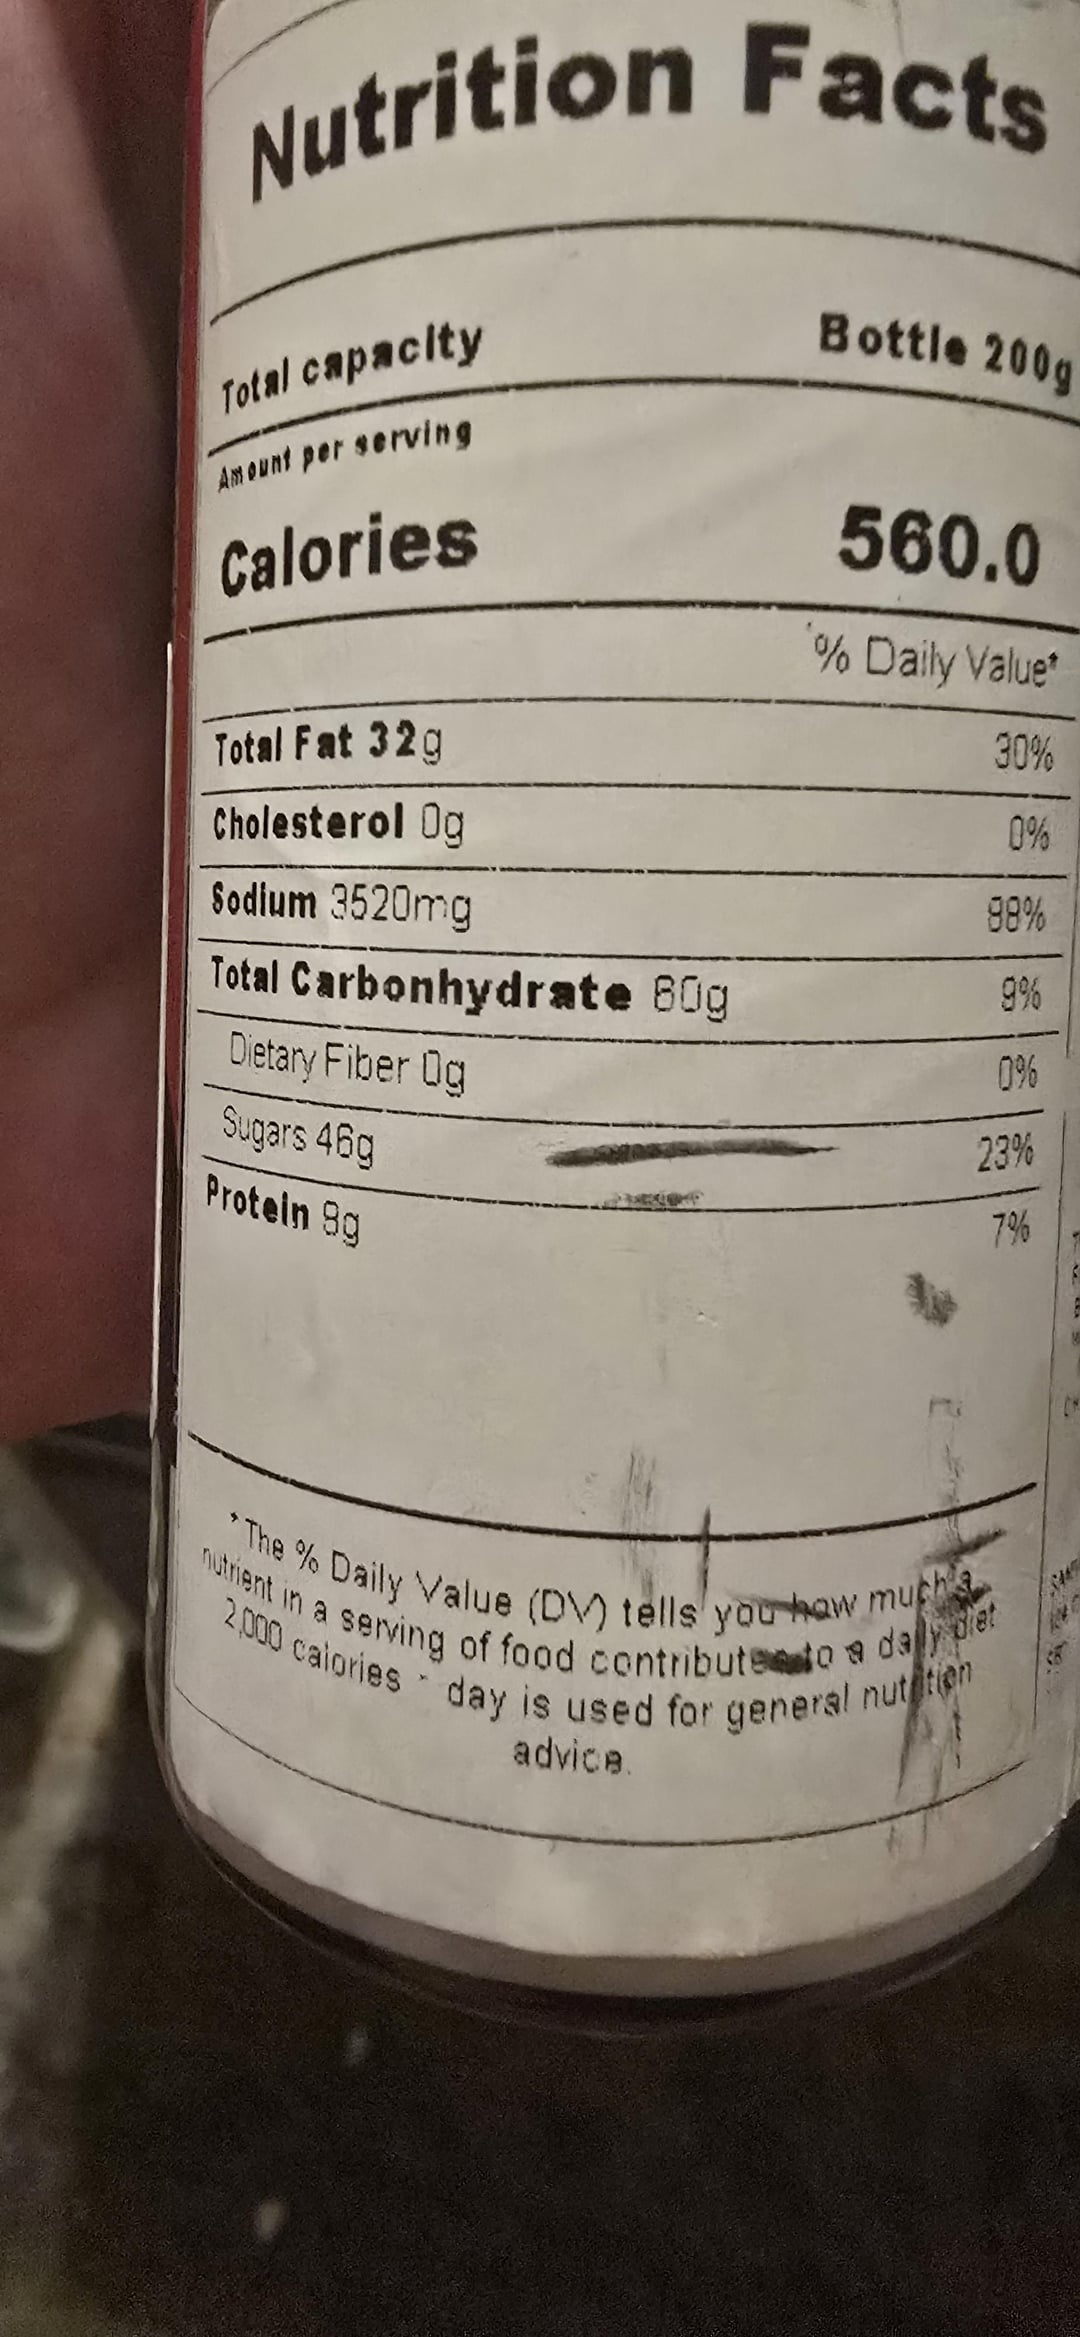 Nutrition Facts
Total capacity Bottle 200g
Amount per serving
Calories 560.0
% Daily Value*
Total Fat 32g 30%
Cholesterol 0g 0%
Sodium 3520mg 88%
Total Carbonhydrate 60g 9%
Dietary Fiber 0g 0%
Sugars 46g 23%
Protein 8g 7%
* The % Daily Value (DV) tells you how much a
nutrient in a serving of food contributes to a daily diet
2,000 calories a day is used for general nutrition
advice.